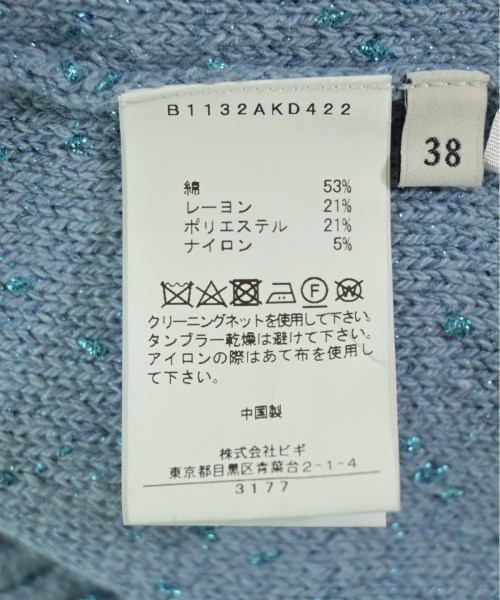 B1132AKD422
38
綿 53%
レーヨン 21%
ポリエステル 21%
ナイロン 5%
F
W
クリーニングネットを使用して下さい。
タンブラー乾燥は避けて下さい。
アイロンの際はあて布を使用し
て下さい。
中国製
株式会社ビギ
東京都目黒区青葉台2-1-4
3177